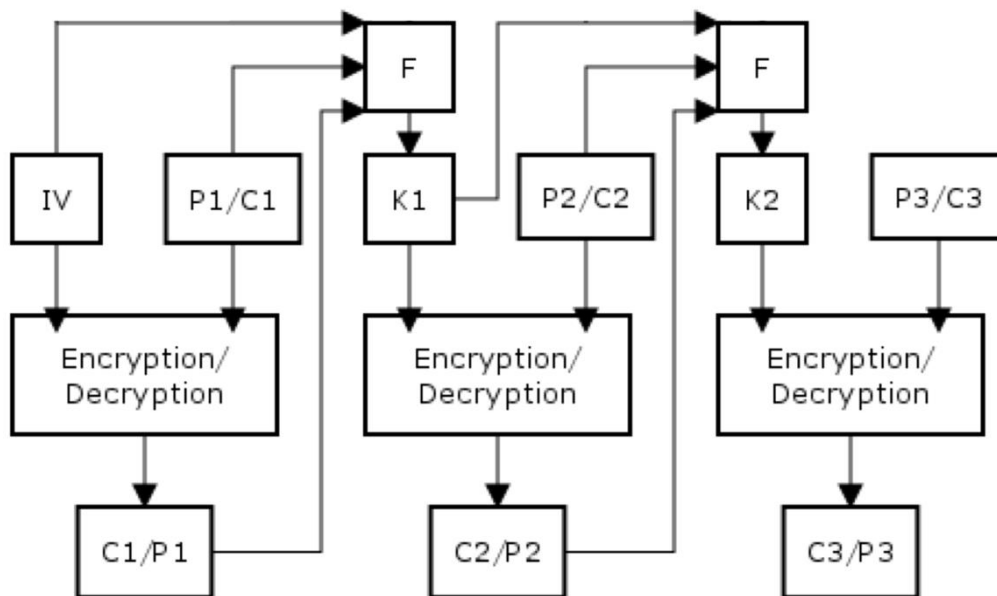 F
F
IV
P1/C1
K1
P2/C2
K2
P3/C3
Encryption/
Decryption
Encryption/
Decryption
Encryption/
Decryption
C1/P1
C2/P2
C3/P3